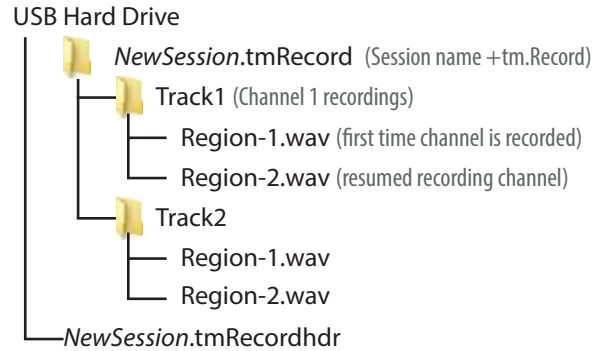 USB Hard Drive
NewSession.tmRecord (Session name +tm.Record)
Track1 (Channel 1 recordings)
Region-1.wav (first time channel is recorded)
Region-2.wav (resumed recording channel)
Track2
Region-1.wav
Region-2.wav
NewSession.tmRecordhdr